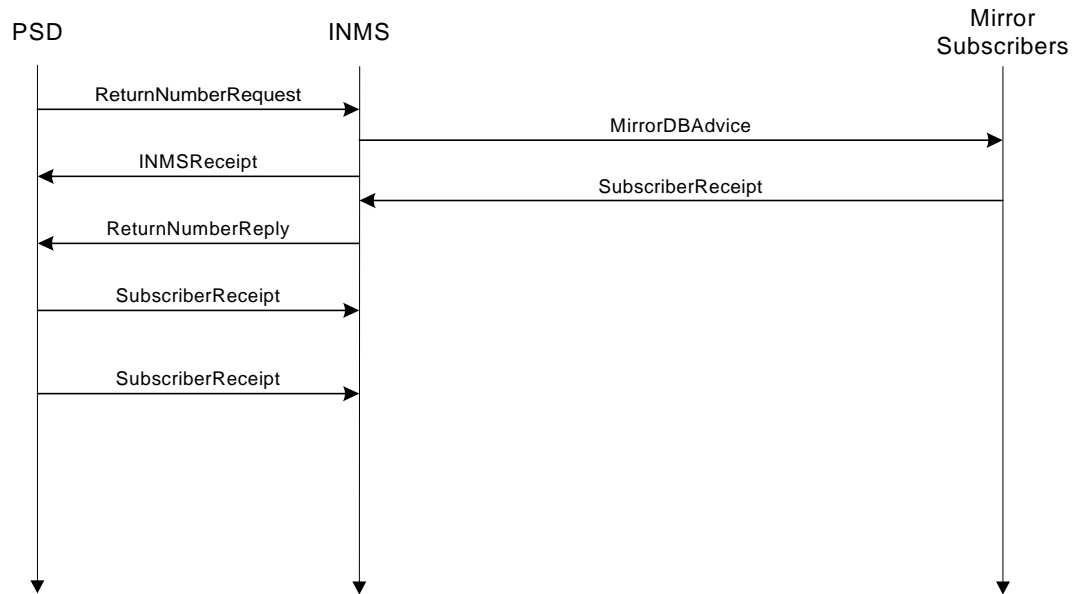 PSD
INMS
Mirror
Subscribers
ReturnNumberRequest
MirrorDBAdvice
INMSReceipt
SubscriberReceipt
ReturnNumberReply
SubscriberReceipt
SubscriberReceipt